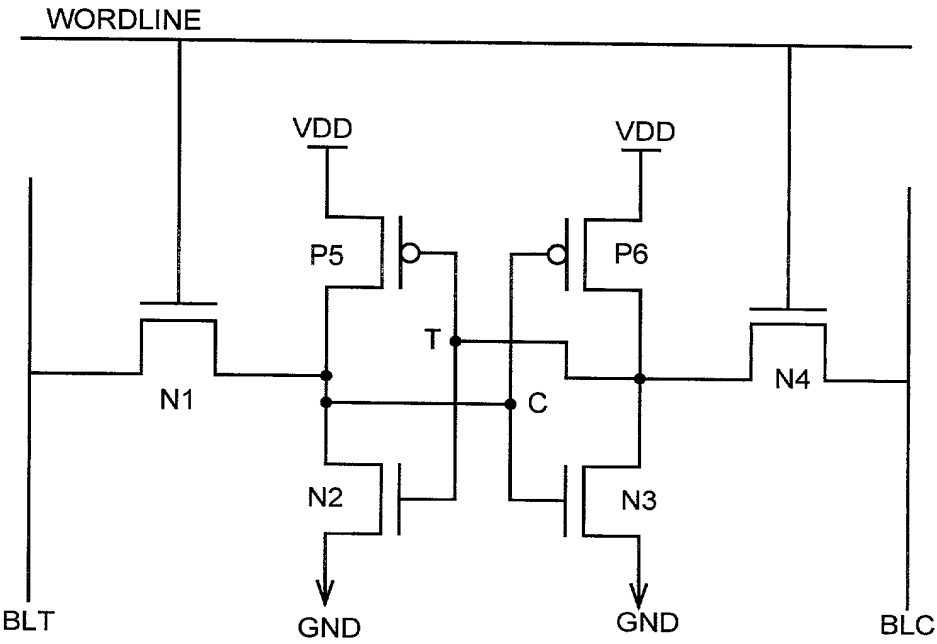 WORDLINE
VDD
VDD
P5
P6
T
N1
N4
C
N2
N3
BLT
GND
GND
BLC